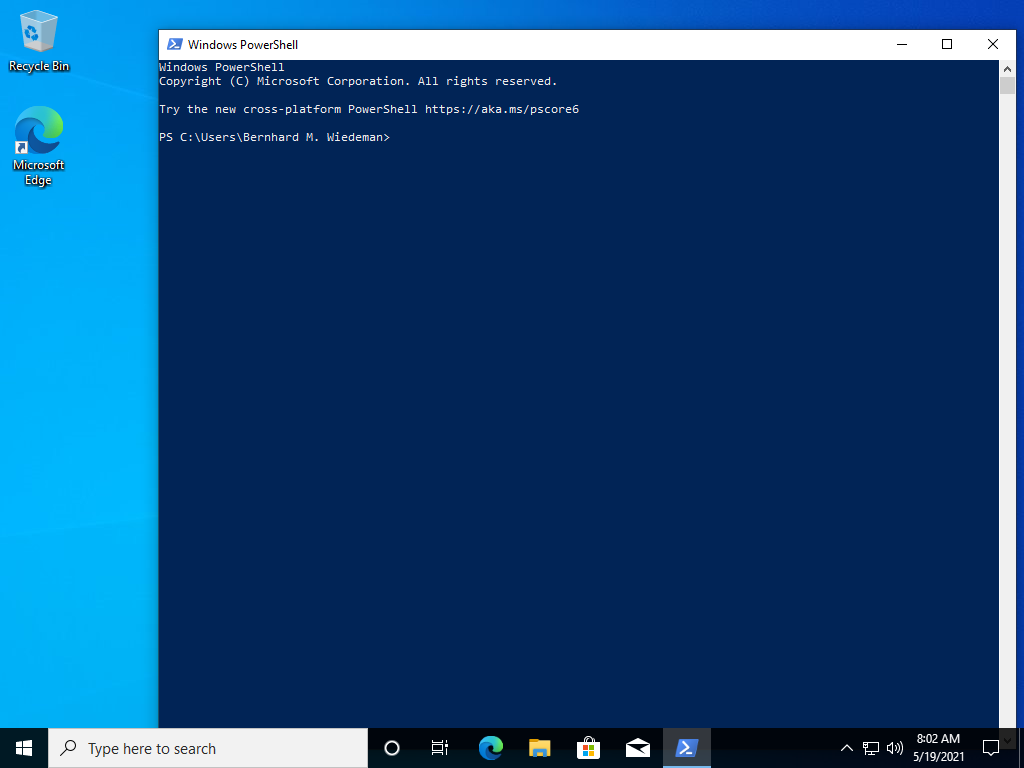 Recycle Bin
Microsoft
Edge
Windows PowerShell
Windows PowerShell
Copyright (C) Microsoft Corporation. All rights reserved.
Try the new cross-platform PowerShell https://aka.ms/pscore6
PS C:\Users\Bernhard M. Wiedeman>
Type here to search
8:02 AM
5/19/2021